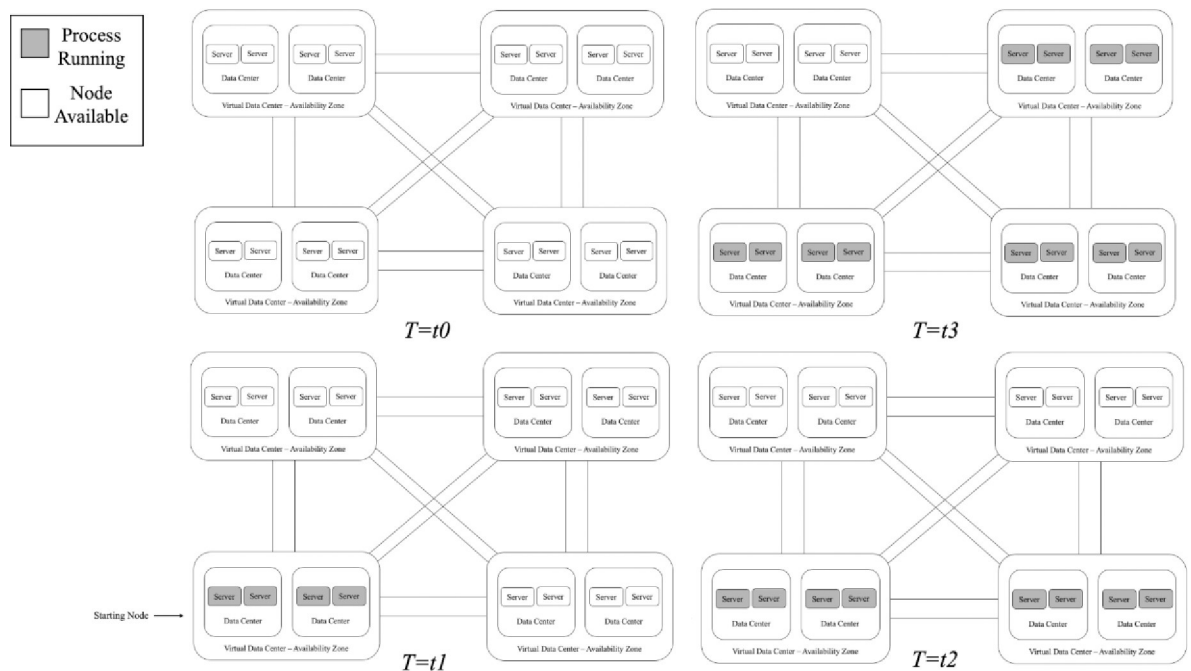 Process
Running
Node
Available
Server Server Server Server
Data Center Data Center
Virtual Data Center – Availability Zone
Server Server Server Server
Data Center Data Center
Virtual Data Center – Availability Zone
Server Server Server Server
Data Center Data Center
Virtual Data Center – Availability Zone
Server Server Server Server
Data Center Data Center
Virtual Data Center – Availability Zone
T=t0
Server Server Server Server
Data Center Data Center
Virtual Data Center – Availability Zone
Server Server Server Server
Data Center Data Center
Virtual Data Center – Availability Zone
Server Server Server Server
Data Center Data Center
Virtual Data Center – Availability Zone
Server Server Server Server
Data Center Data Center
Virtual Data Center – Availability Zone
T=t3
Server Server Server Server
Data Center Data Center
Virtual Data Center – Availability Zone
Server Server Server Server
Data Center Data Center
Virtual Data Center – Availability Zone
Starting Node
Server Server Server Server
Data Center Data Center
Virtual Data Center – Availability Zone
Server Server Server Server
Data Center Data Center
Virtual Data Center – Availability Zone
T=t1
Server Server Server Server
Data Center Data Center
Virtual Data Center – Availability Zone
Server Server Server Server
Data Center Data Center
Virtual Data Center – Availability Zone
Server Server Server Server
Data Center Data Center
Virtual Data Center – Availability Zone
Server Server Server Server
Data Center Data Center
Virtual Data Center – Availability Zone
T=t2